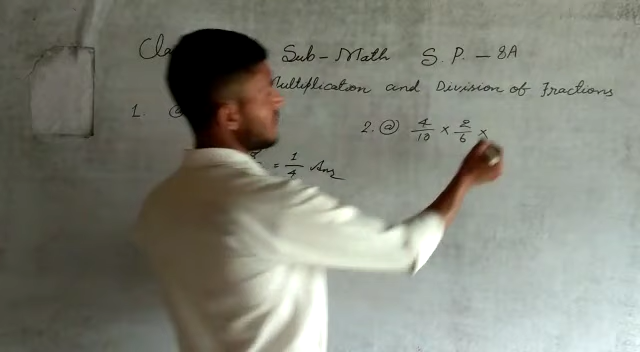 Sub-Math S.P. - 8A
Multiplication and Division of Fractions
1.
2. @ 4/10 × 2/6 ×
= 1/4 Ans